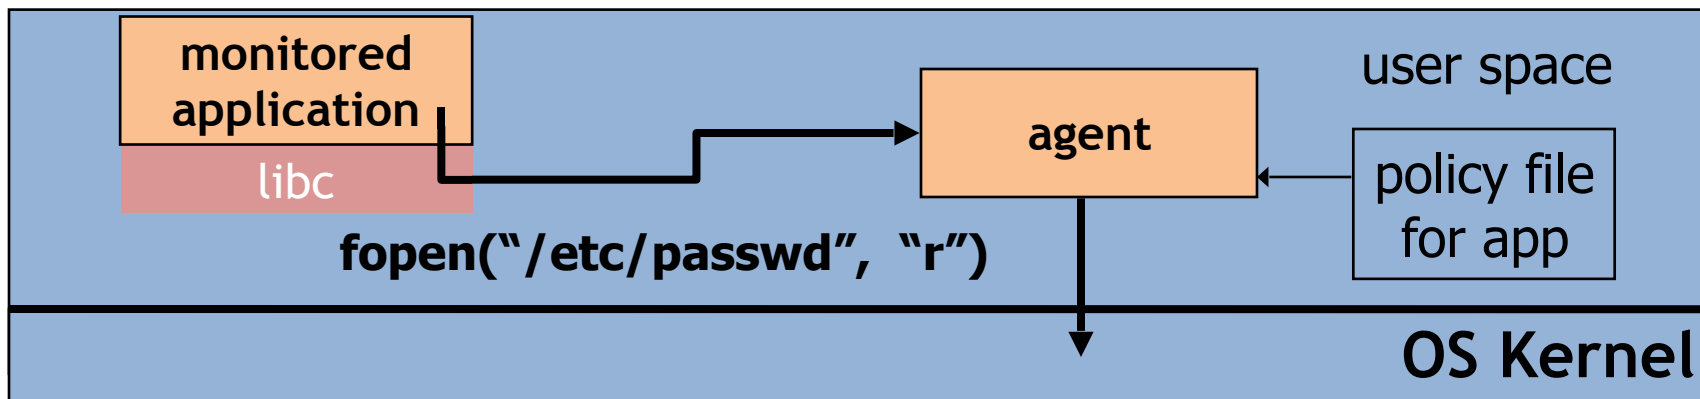 monitored
application
libc
fopen(“/etc/passwd”, “r”)
agent
user space
policy file
for app
OS Kernel